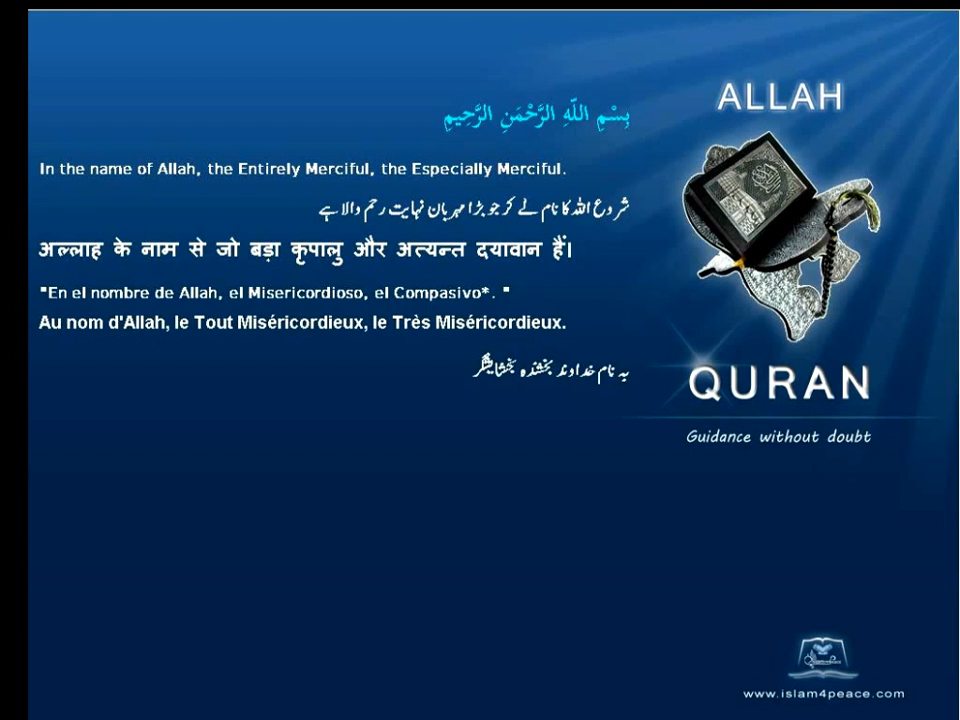 بِسْمِ اللّهِ الرَّحْمَنِ الرَّحِيمِ
In the name of Allah, the Entirely Merciful, the Especially Merciful.
شروع الله کا نام لے کر جو بڑا مہربان نہایت رحم والا ہے
अल्लाह के नाम से जो बड़ा कृपालु और अत्यन्त दयावान हैं।
"En el nombre de Allah, el Misericordioso, el Compasivo*. "
Au nom d'Allah, le Tout Miséricordieux, le Très Miséricordieux.
به نام خداوند بخشنده بخشایشگر
ALLAH
QURAN
Guidance without doubt
www.islam4peace.com